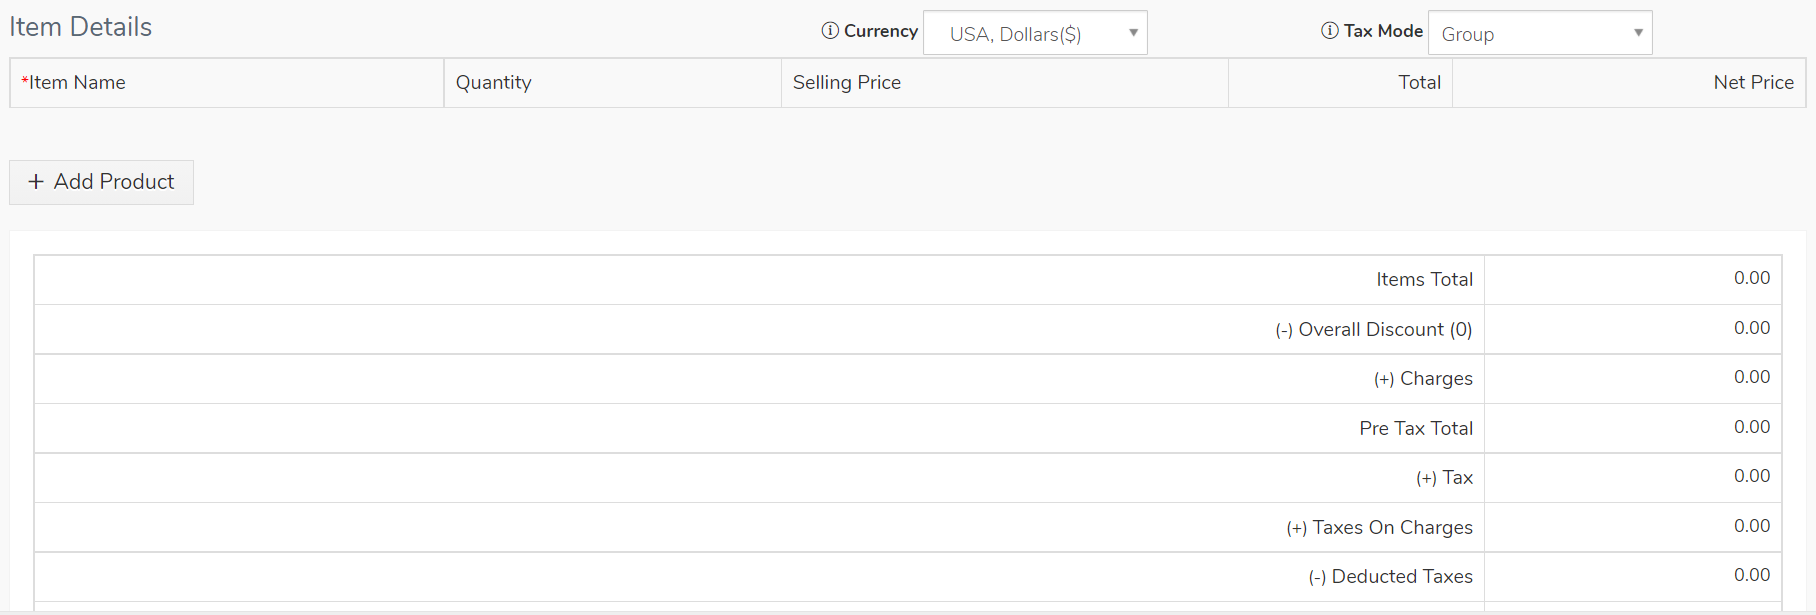 Item Details
Currency USA, Dollars($) Tax Mode Group
*Item Name Quantity Selling Price Total Net Price
+ Add Product
Items Total 0.00
(-) Overall Discount (0) 0.00
(+) Charges 0.00
Pre Tax Total 0.00
(+) Tax 0.00
(+) Taxes On Charges 0.00
(-) Deducted Taxes 0.00